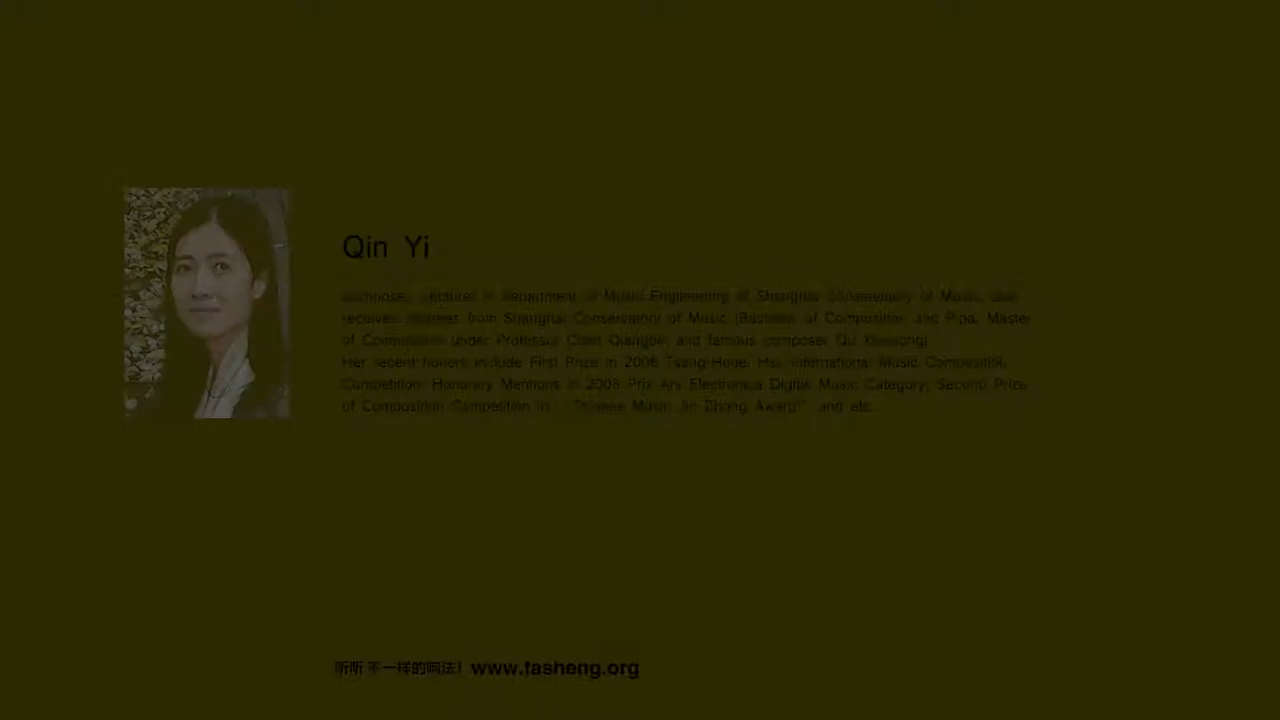 Qin Yi
Composer, Lecturer in Department of Music Engineering of Shanghai Conservatory of Music. She
received degrees from Shanghai Conservatory of Music (Bachelor of Composition and Pipa, Master
of Composition under Professor Chen Qiangbin and famous composer Qu Xiaosong)
Her recent honors include First Prize in 2006 Tsang-Houei Hsu International Music Composition
Competition, Honorary Mentions in 2008 Prix Ars Electronica Digital Music Category, Second Prize
of Composition Competition in " Chinese Music Jin Zhong Award" , and etc.
听听 不一样的响法! www.fasheng.org